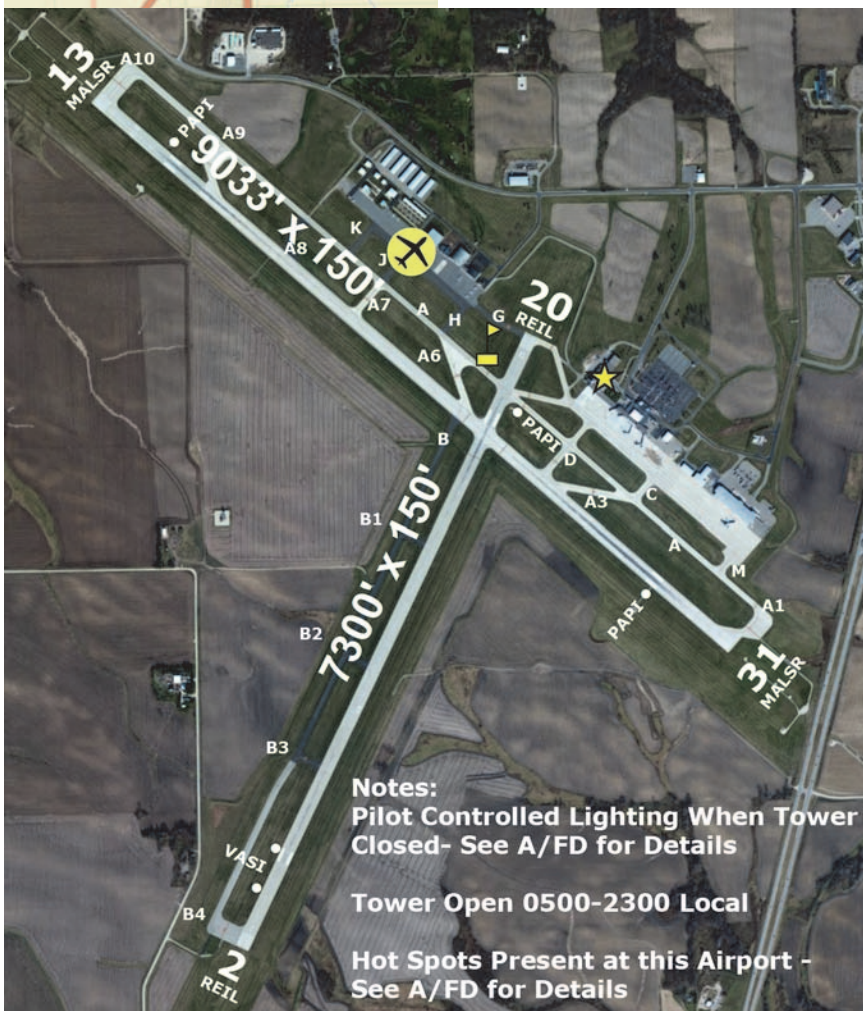 13
MALSR
A10
PAPI
A9
9033' x 150'
K
J
A8
A7
A
H
G
20
REIL
A6
B
PAPI
D
A3
C
A
M
A1
PAPI
31
MALSR
B1
7300' x 150'
B2
B3
VASI
B4
2
REIL
Notes:
Pilot Controlled Lighting When Tower
Closed- See A/FD for Details
Tower Open 0500-2300 Local
Hot Spots Present at this Airport -
See A/FD for Details